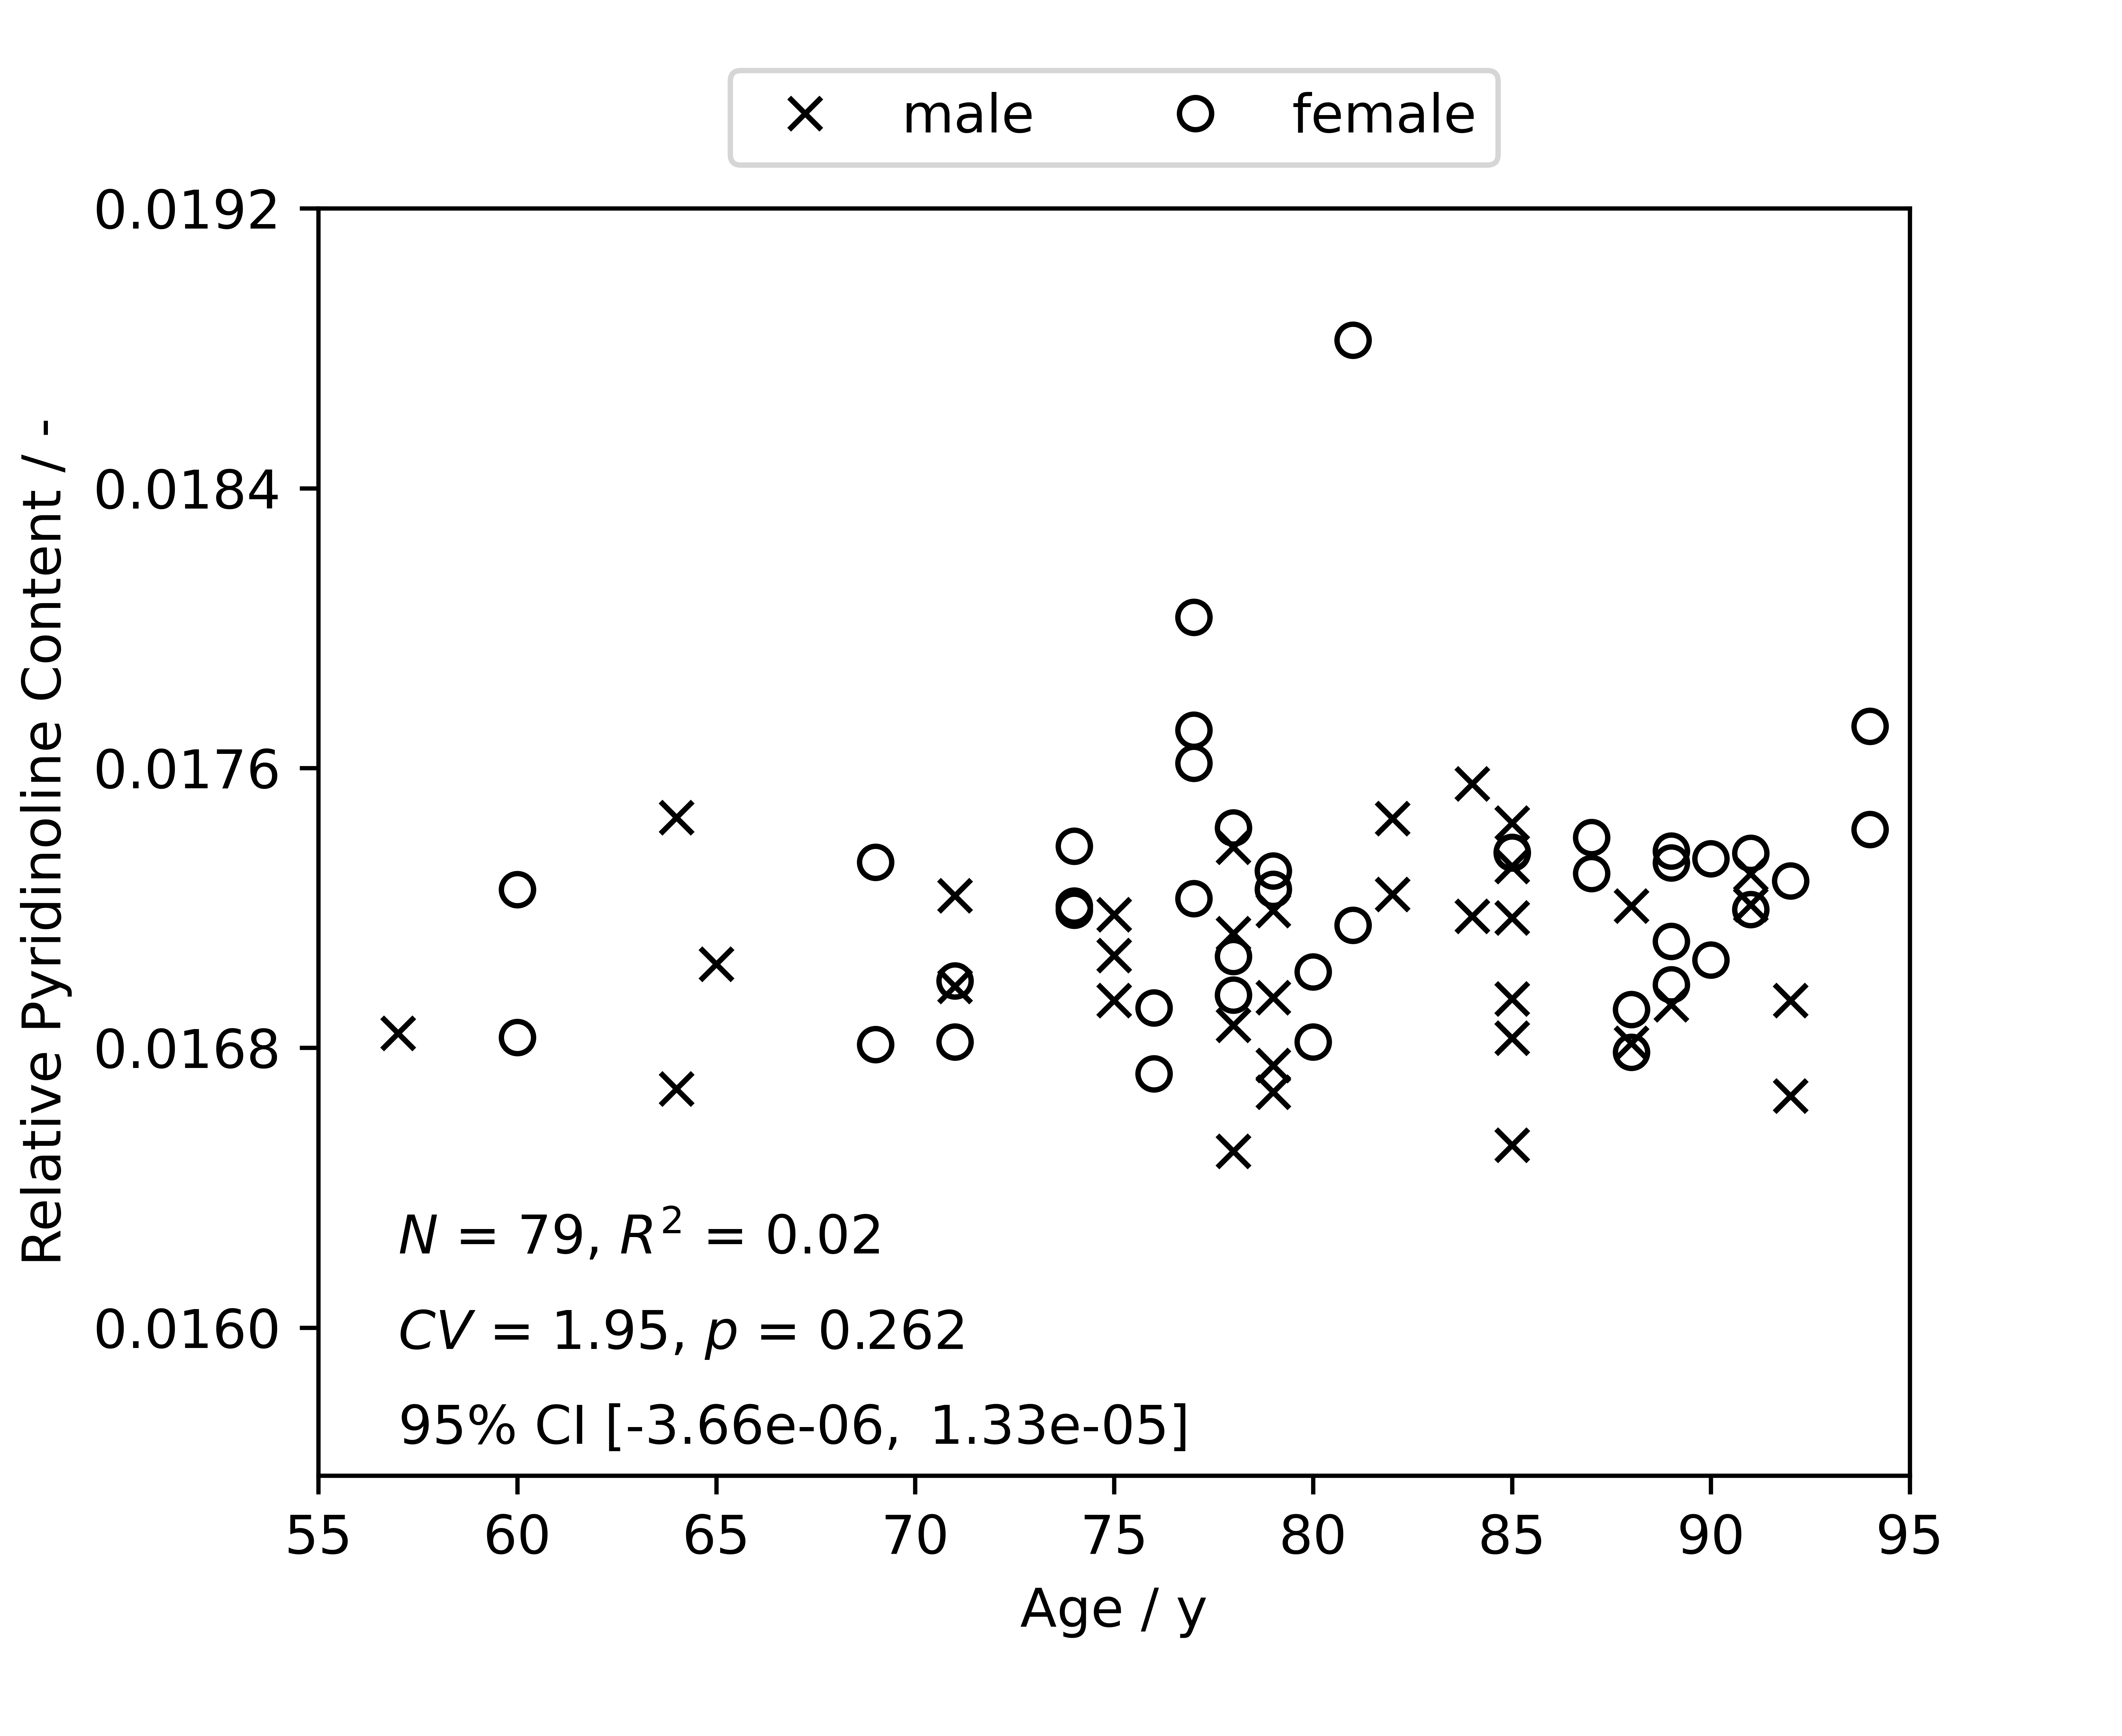 male female
0.0192
0.0184
0.0176
0.0168
0.0160
Relative Pyridinoline Content / -
N = 79, R² = 0.02
CV = 1.95, p = 0.262
95% CI [-3.66e-06, 1.33e-05]
55 60 65 70 75 80 85 90 95
Age / y